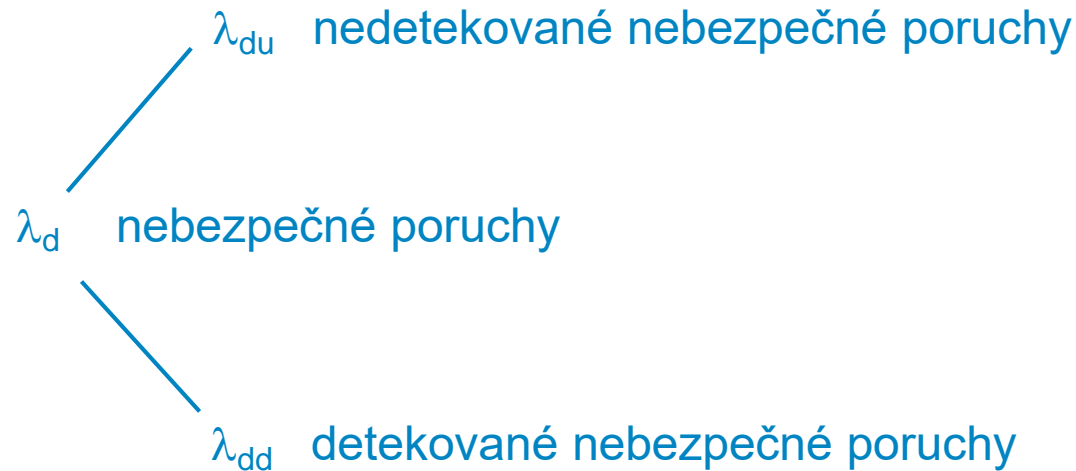 λdu nedetekované nebezpečné poruchy
λd nebezpečné poruchy
λdd detekované nebezpečné poruchy